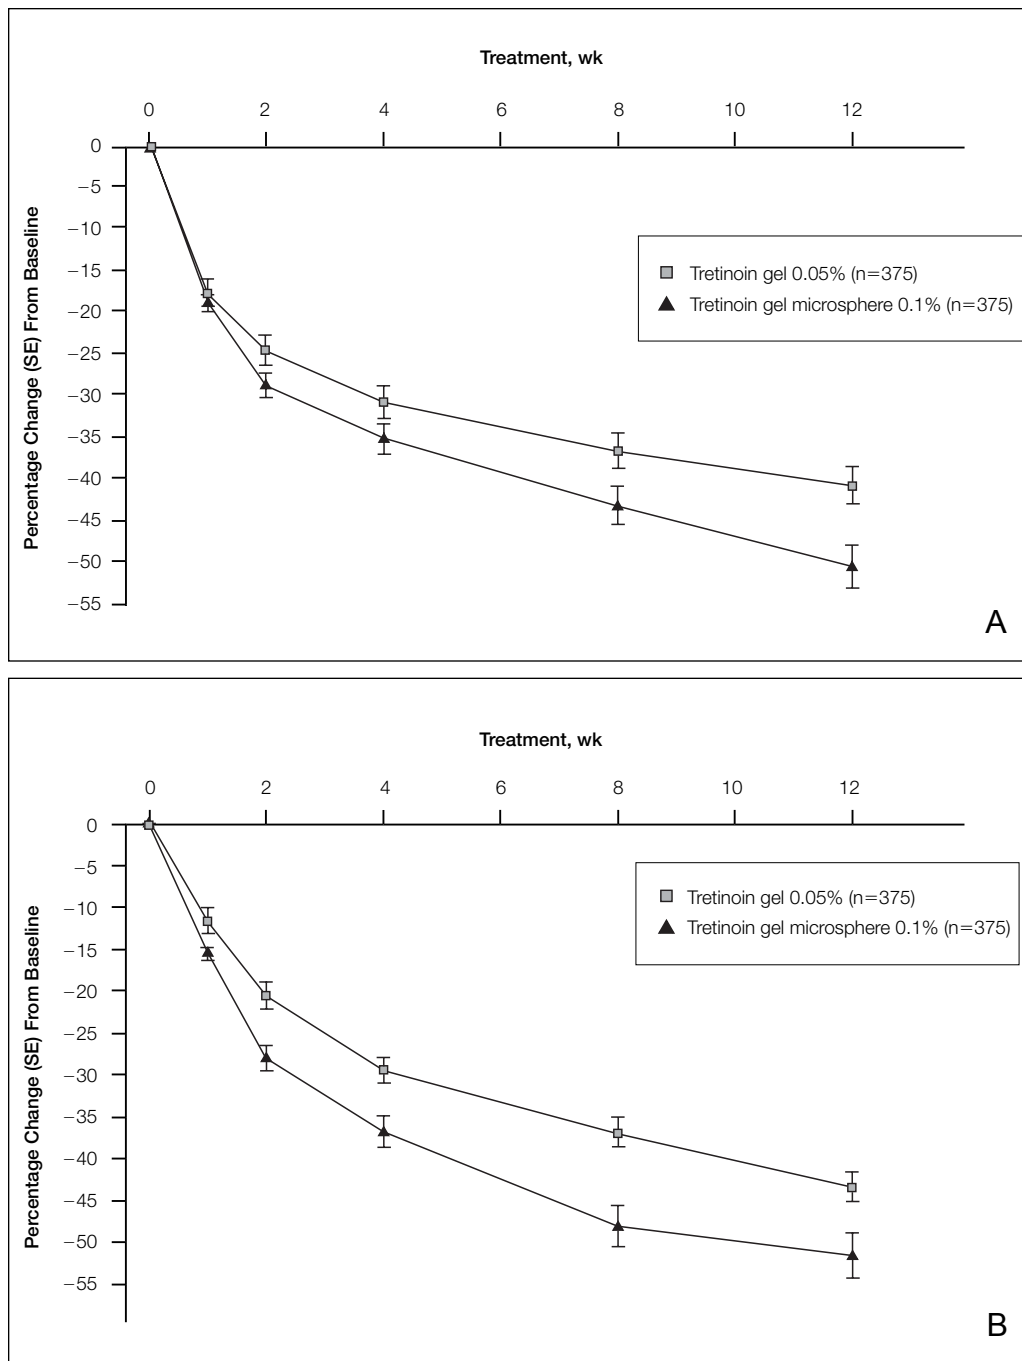 Treatment, wk
0 2 4 6 8 10 12
Percentage Change (SE) From Baseline
0
−5
−10
−15
−20
−25
−30
−35
−40
−45
−50
−55
Tretinoin gel 0.05% (n=375)
Tretinoin gel microsphere 0.1% (n=375)
A
Treatment, wk
0 2 4 6 8 10 12
Percentage Change (SE) From Baseline
0
−5
−10
−15
−20
−25
−30
−35
−40
−45
−50
−55
Tretinoin gel 0.05% (n=375)
Tretinoin gel microsphere 0.1% (n=375)
B